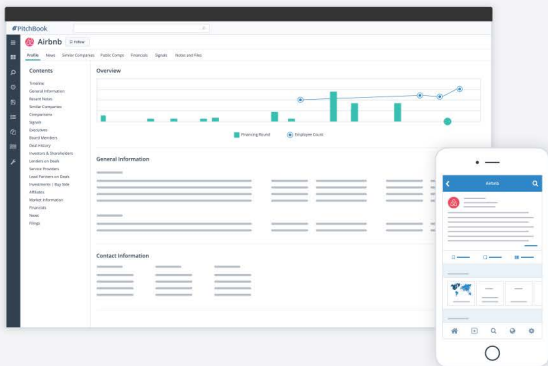 PitchBook
Airbnb
Follow
Profile News Similar Companies Public Comps Financials Signals Notes and Files
Contents
Timeline
General Information
Recent Notes
Similar Companies
Comparisons
Signals
Executives
Board Members
Deal History
Investors & Shareholders
Lenders on Deals
Service Providers
Lead Partners on Deals
Investments | Buy Side
Affiliates
Market Information
Financials
News
Filings
Overview
Financing Round Employee Count
General Information
Contact Information
Airbnb